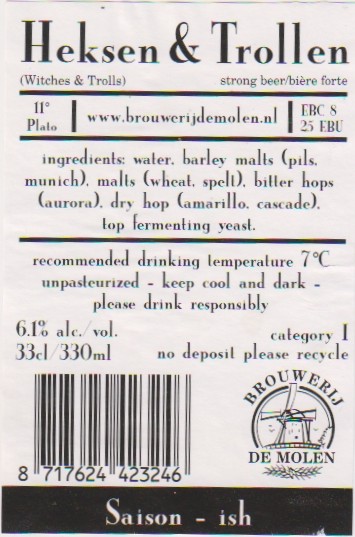 Heksen & Trollen
(Witches & Trolls) strong beer/bière forte
11° Plato www.brouwerijdemolen.nl EBC 8 25 EBU
ingredients: water, barley malts (pils,
munich), malts (wheat, spelt), bitter hops
(aurora), dry hop (amarillo, cascade),
top fermenting yeast.
recommended drinking temperature 7°C
unpasteurized - keep cool and dark -
please drink responsibly
6.1% alc./vol. category I
33cl/330ml no deposit please recycle
BROUWERIJ
DE MOLEN
8 717624 423246
Saison - ish